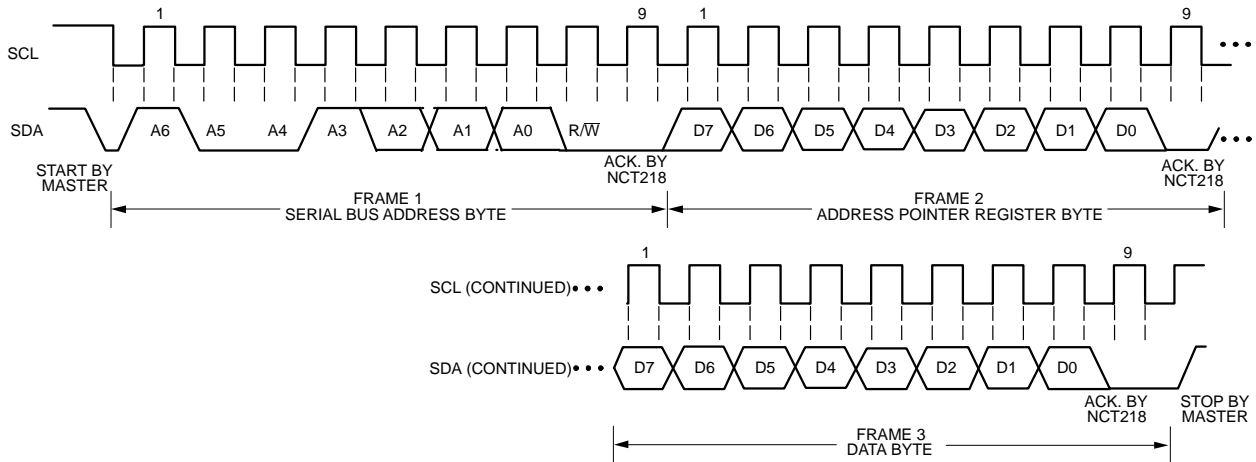 1 9 1 9
SCL
SDA A6 A5 A4 A3 A2 A1 A0 R/W̅ D7 D6 D5 D4 D3 D2 D1 D0
START BY
MASTER
ACK. BY
NCT218
ACK. BY
NCT218
FRAME 1
SERIAL BUS ADDRESS BYTE
FRAME 2
ADDRESS POINTER REGISTER BYTE
1 9
SCL (CONTINUED)
SDA (CONTINUED) D7 D6 D5 D4 D3 D2 D1 D0
ACK. BY
NCT218
STOP BY
MASTER
FRAME 3
DATA BYTE